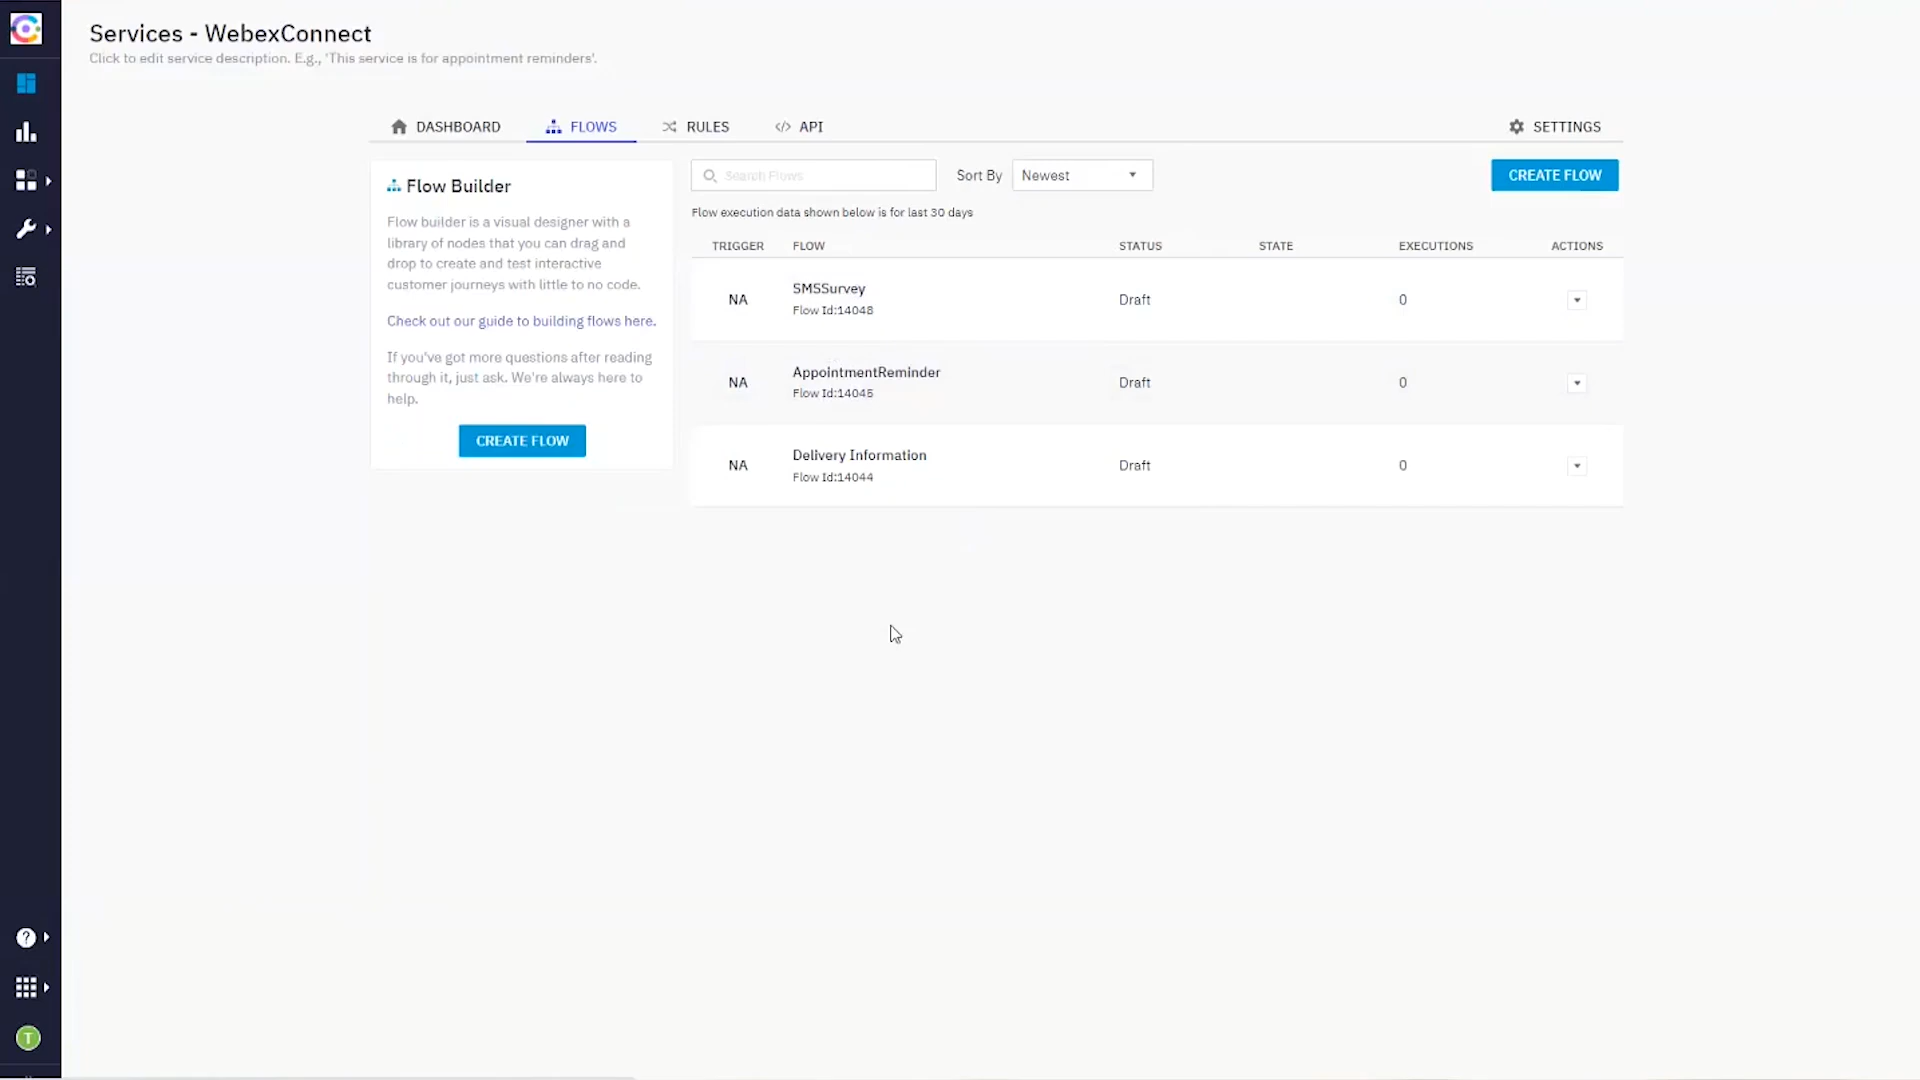 Services - WebexConnect
Click to edit service description. E.g., 'This service is for appointment reminders'.
DASHBOARD
FLOWS
RULES
API
SETTINGS
Flow Builder
Flow builder is a visual designer with a
library of nodes that you can drag and
drop to create and test interactive
customer journeys with little to no code.
Check out our guide to building flows here.
If you've got more questions after reading
through it, just ask. We're always here to
help.
CREATE FLOW
Search Flows
Sort By
Newest
CREATE FLOW
Flow execution data shown below is for last 30 days
TRIGGER FLOW STATUS STATE EXECUTIONS ACTIONS
NA SMSSurvey Draft 0
Flow Id:14048
NA AppointmentReminder Draft 0
Flow Id:14045
NA Delivery Information Draft 0
Flow Id:14044
?
T